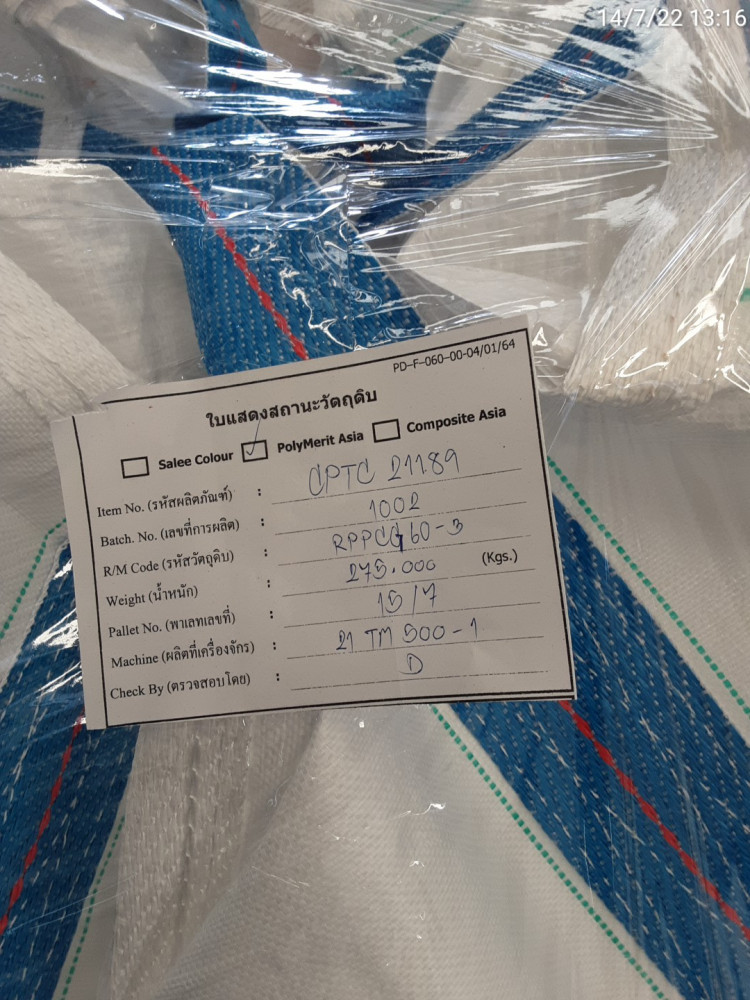 14/7/22 13:16
PD-F-060-00-04/01/64
ใบแสดงสถานะวัตถุดิบ
Salee Colour PolyMerit Asia Composite Asia
Item No. (รหัสผลิตภัณฑ์) : CPTC 21189
Batch. No. (เลขที่การผลิต) : 1002
R/M Code (รหัสวัตถุดิบ) : RPPCG60-3
Weight (น้ำหนัก) : 275.000 (Kgs.)
Pallet No. (พาเลทเลขที่) : 15/7
Machine (ผลิตที่เครื่องจักร) : 21 TM 500-1
Check By (ตรวจสอบโดย) : D